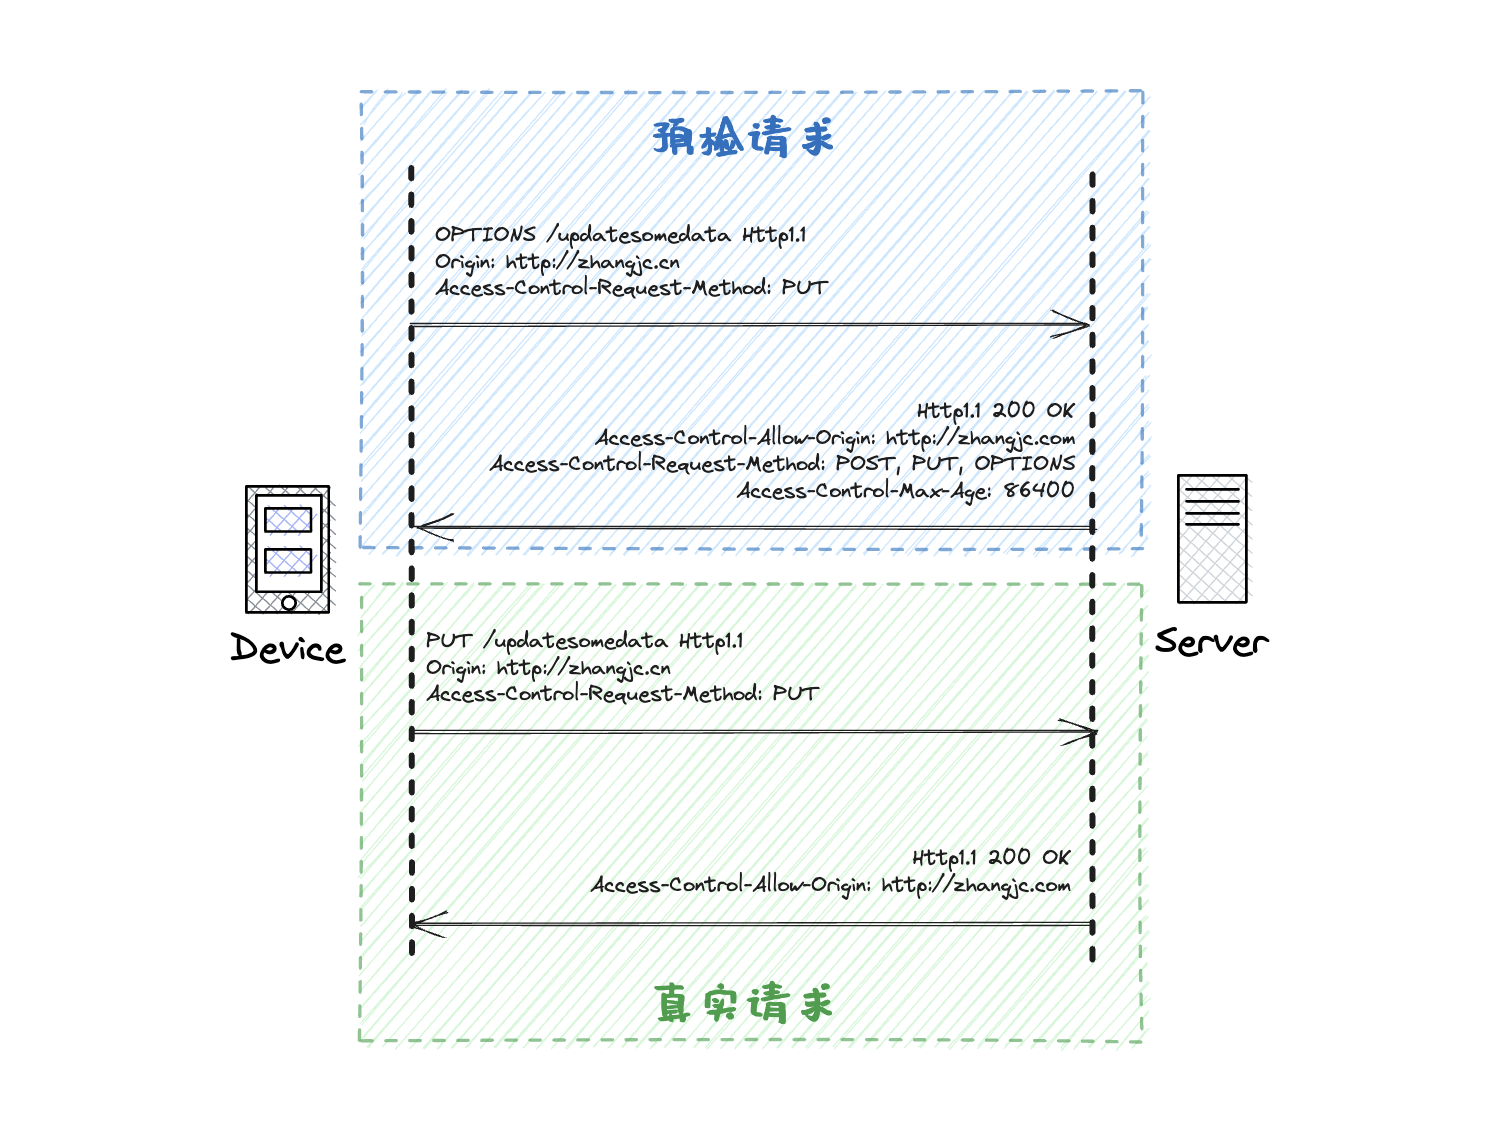 预检请求
OPTIONS /updatesomedata Http1.1
Origin: http://zhangjc.cn
Access-Control-Request-Method: PUT
Http1.1 200 OK
Access-Control-Allow-Origin: http://zhangjc.com
Access-Control-Request-Method: POST, PUT, OPTIONS
Access-Control-Max-Age: 86400
Device
Server
PUT /updatesomedata Http1.1
Origin: http://zhangjc.cn
Access-Control-Request-Method: PUT
Http1.1 200 OK
Access-Control-Allow-Origin: http://zhangjc.com
真实请求